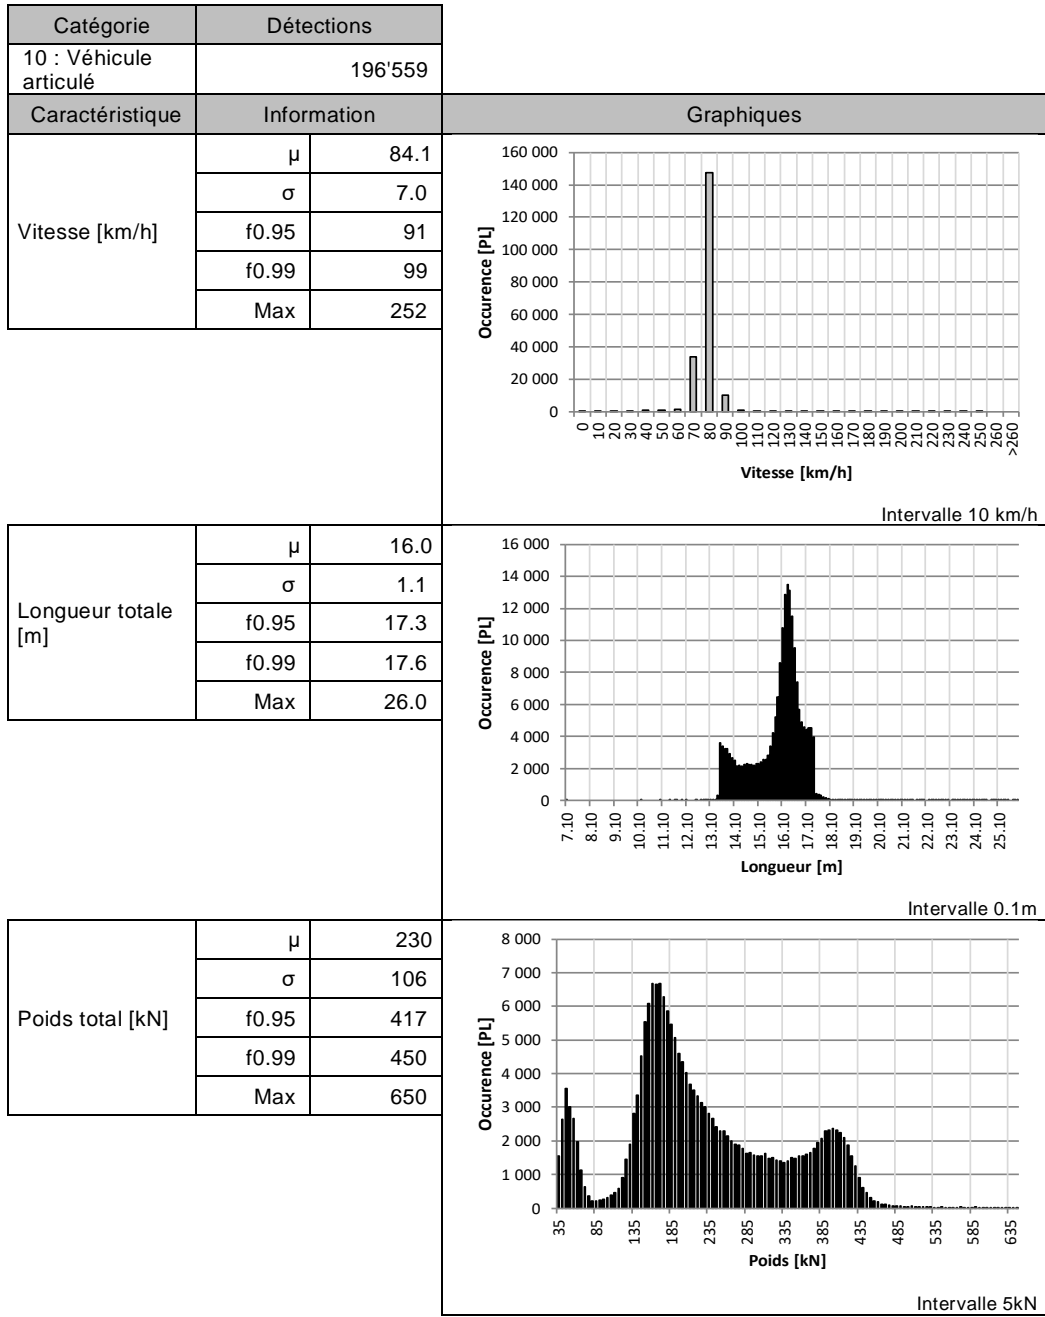 Catégorie Détections
10 : Véhicule
articulé
196'559
Caractéristique Information Graphiques
Vitesse [km/h]
µ 84.1
σ 7.0
f0.95 91
f0.99 99
Max 252
160 000
140 000
120 000
100 000
80 000
60 000
40 000
20 000
0
Occurence [PL]
0 10 20 30 40 50 60 70 80 90 100 110 120 130 140 150 160 170 180 190 200 210 220 230 240 250 260 >260
Vitesse [km/h]
Intervalle 10 km/h
Longueur totale
[m]
µ 16.0
σ 1.1
f0.95 17.3
f0.99 17.6
Max 26.0
16 000
14 000
12 000
10 000
8 000
6 000
4 000
2 000
0
Occurence [PL]
7.10 8.10 9.10 10.10 11.10 12.10 13.10 14.10 15.10 16.10 17.10 18.10 19.10 20.10 21.10 22.10 23.10 24.10 25.10
Longueur [m]
Intervalle 0.1m
Poids total [kN]
µ 230
σ 106
f0.95 417
f0.99 450
Max 650
8 000
7 000
6 000
5 000
4 000
3 000
2 000
1 000
0
Occurence [PL]
35 85 135 185 235 285 335 385 435 485 535 585 635
Poids [kN]
Intervalle 5kN